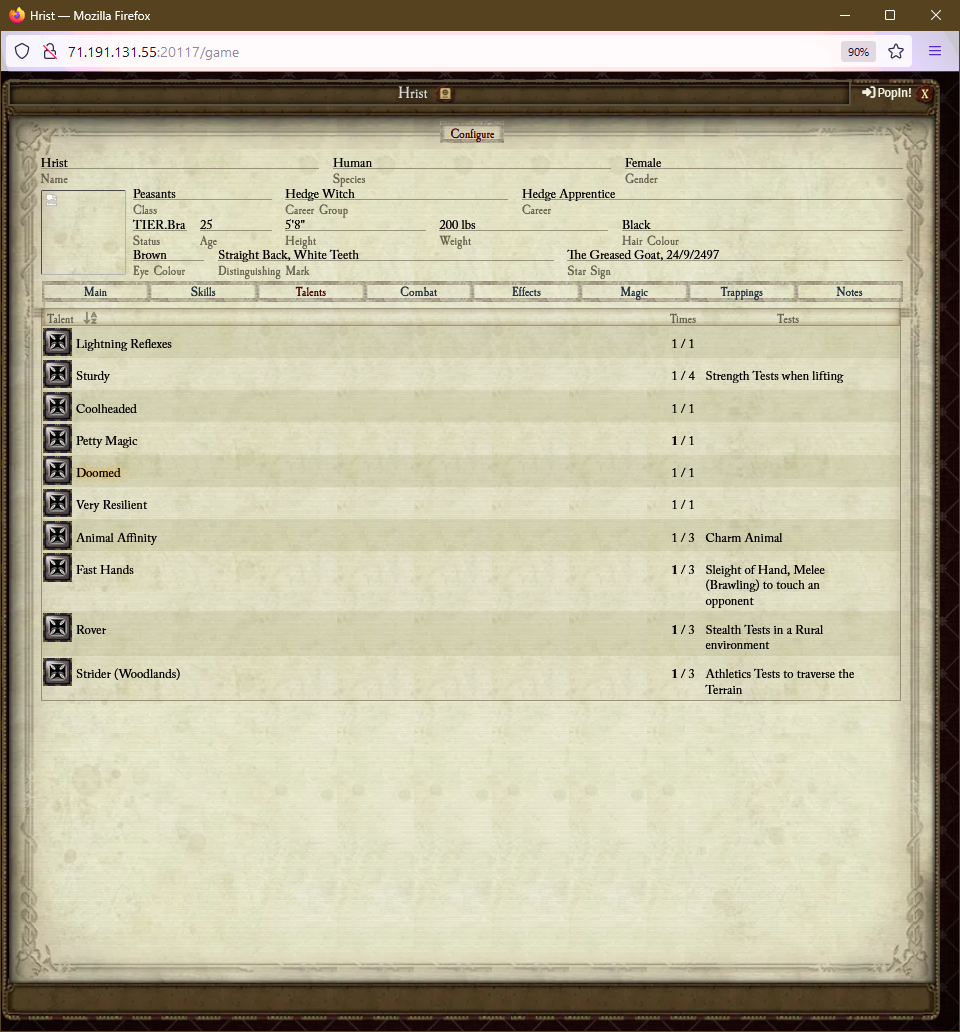 Hrist — Mozilla Firefox
71.191.131.55:20117/game
90%
Hrist
PopIn!
X
Configure
Hrist Human Female
Name Species Gender
Peasants Hedge Witch Hedge Apprentice
Class Career Group Career
TIER.Bra 25 5'8" 200 lbs Black
Status Age Height Weight Hair Colour
Brown Straight Back, White Teeth The Greased Goat, 24/9/2497
Eye Colour Distinguishing Mark Star Sign
Main Skills Talents Combat Effects Magic Trappings Notes
Talent Times Tests
Lightning Reflexes 1 / 1
Sturdy 1 / 4 Strength Tests when lifting
Coolheaded 1 / 1
Petty Magic 1 / 1
Doomed 1 / 1
Very Resilient 1 / 1
Animal Affinity 1 / 3 Charm Animal
Fast Hands 1 / 3 Sleight of Hand, Melee
(Brawling) to touch an
opponent
Rover 1 / 3 Stealth Tests in a Rural
environment
Strider (Woodlands) 1 / 3 Athletics Tests to traverse the
Terrain